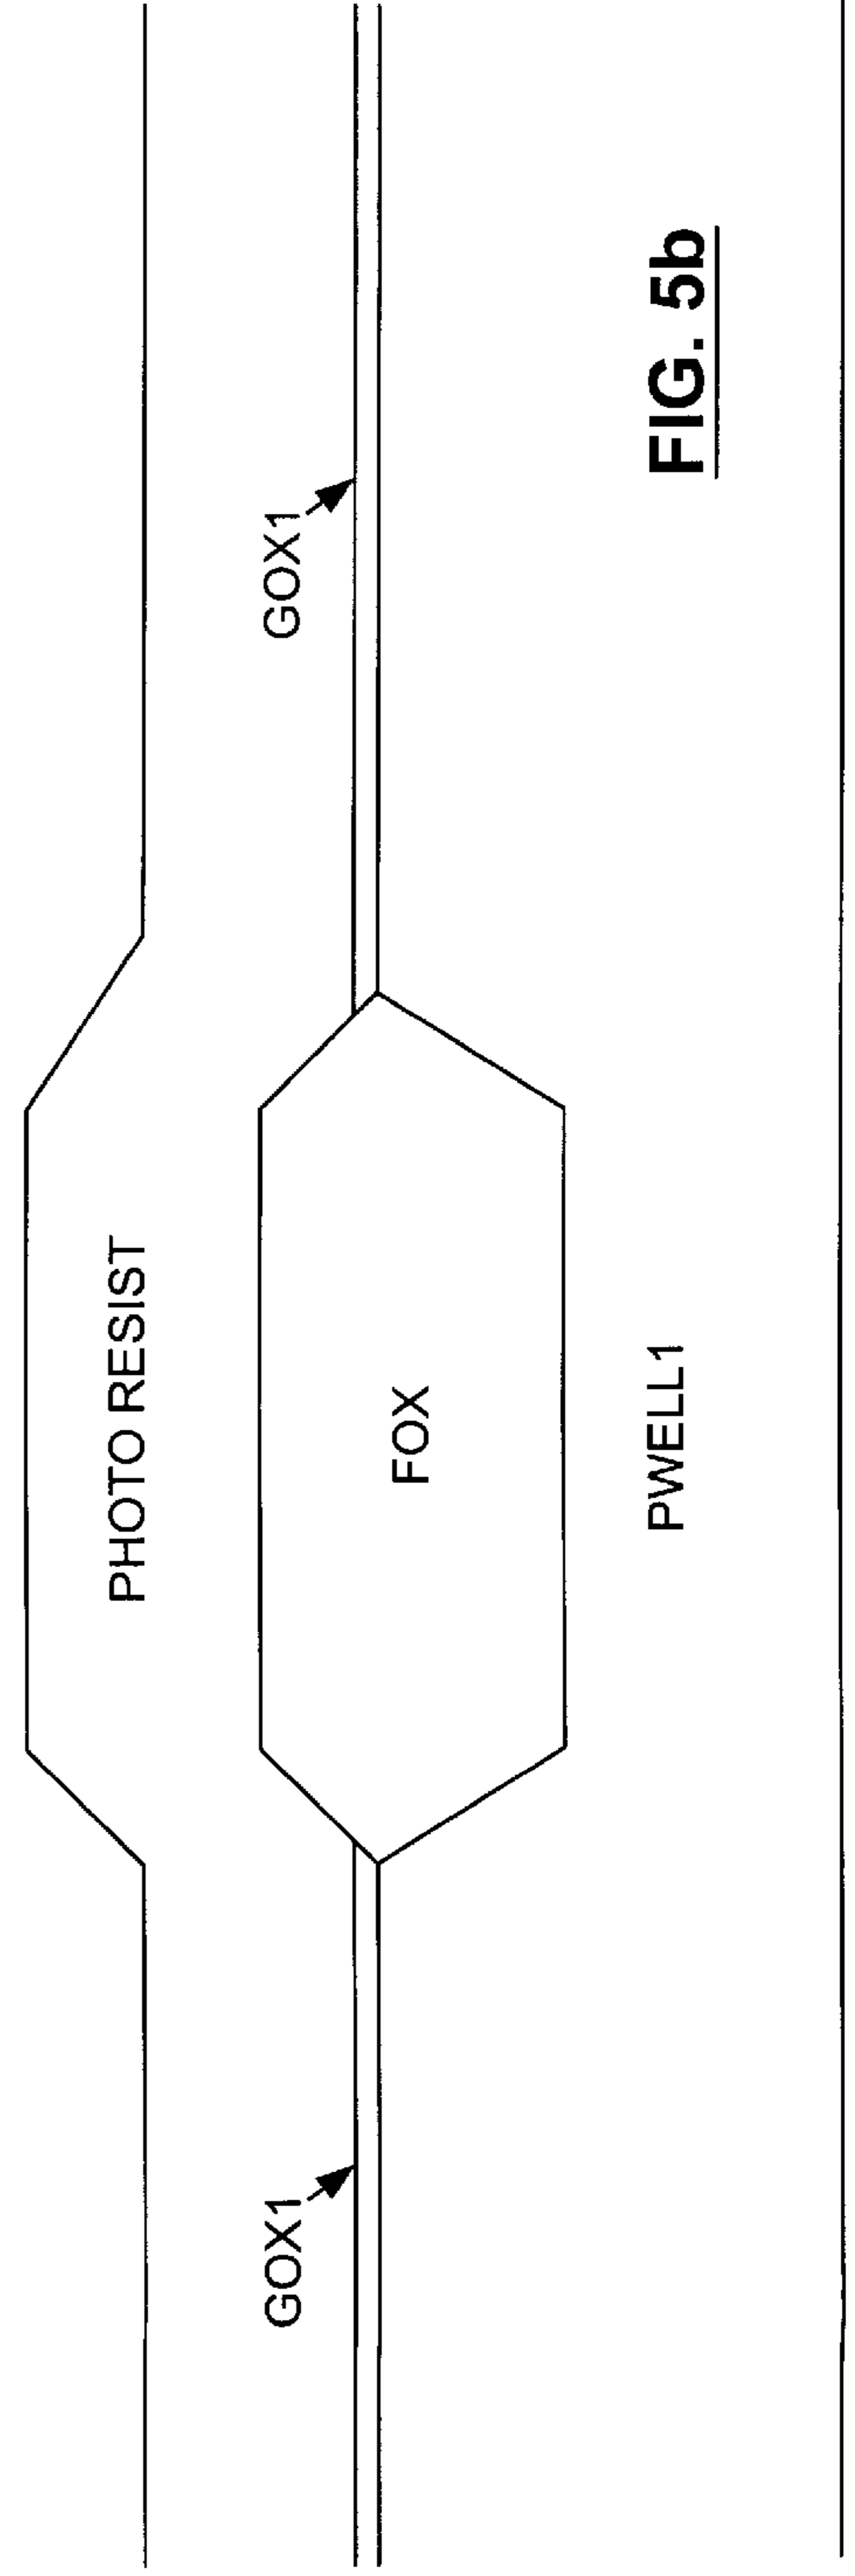 PHOTO RESIST
GOX1
GOX1
FOX
PWELL1
FIG. 5b